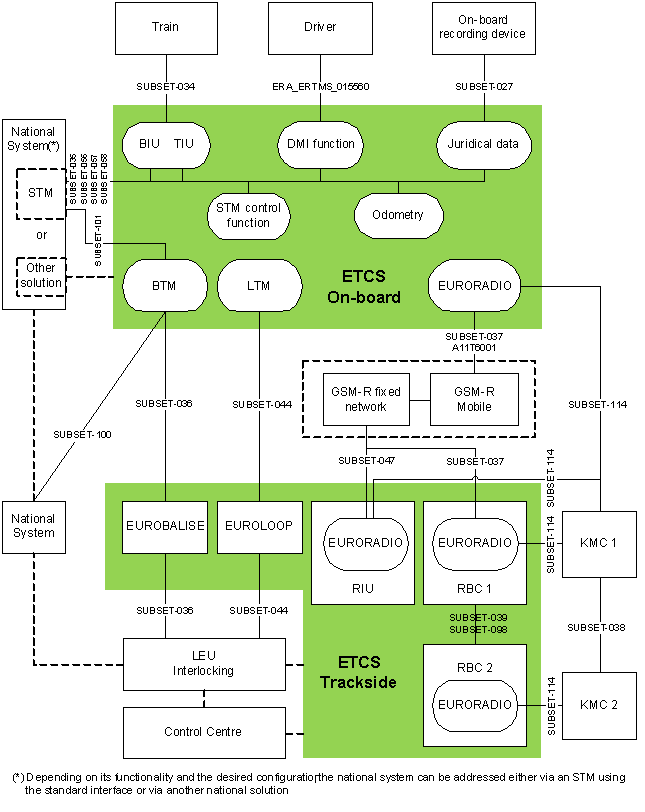 Train
Driver
On-board
recording device
SUBSET-034
ERA_ERTMS_015560
SUBSET-027
National
System(*)
STM
or
Other
solution
SUBSET-035
SUBSET-056
SUBSET-057
SUBSET-058
SUBSET-101
BIU TIU
DMI function
Juridical data
STM control
function
Odometry
BTM
LTM
ETCS
On-board
EURORADIO
SUBSET-037
A11T6001
GSM-R fixed
network
GSM-R
Mobile
SUBSET-036
SUBSET-044
SUBSET-114
SUBSET-100
SUBSET-047
SUBSET-037
SUBSET-114
National
System
EUROBALISE
EUROLOOP
EURORADIO
RIU
EURORADIO
RBC 1
SUBSET-114
KMC 1
SUBSET-036
SUBSET-044
SUBSET-039
SUBSET-098
SUBSET-038
LEU
Interlocking
ETCS
Trackside
RBC 2
EURORADIO
SUBSET-114
KMC 2
Control Centre
(*) Depending on its functionality and the desired configuration,the national system can be addressed either via an STM using
the standard interface or via another national solution